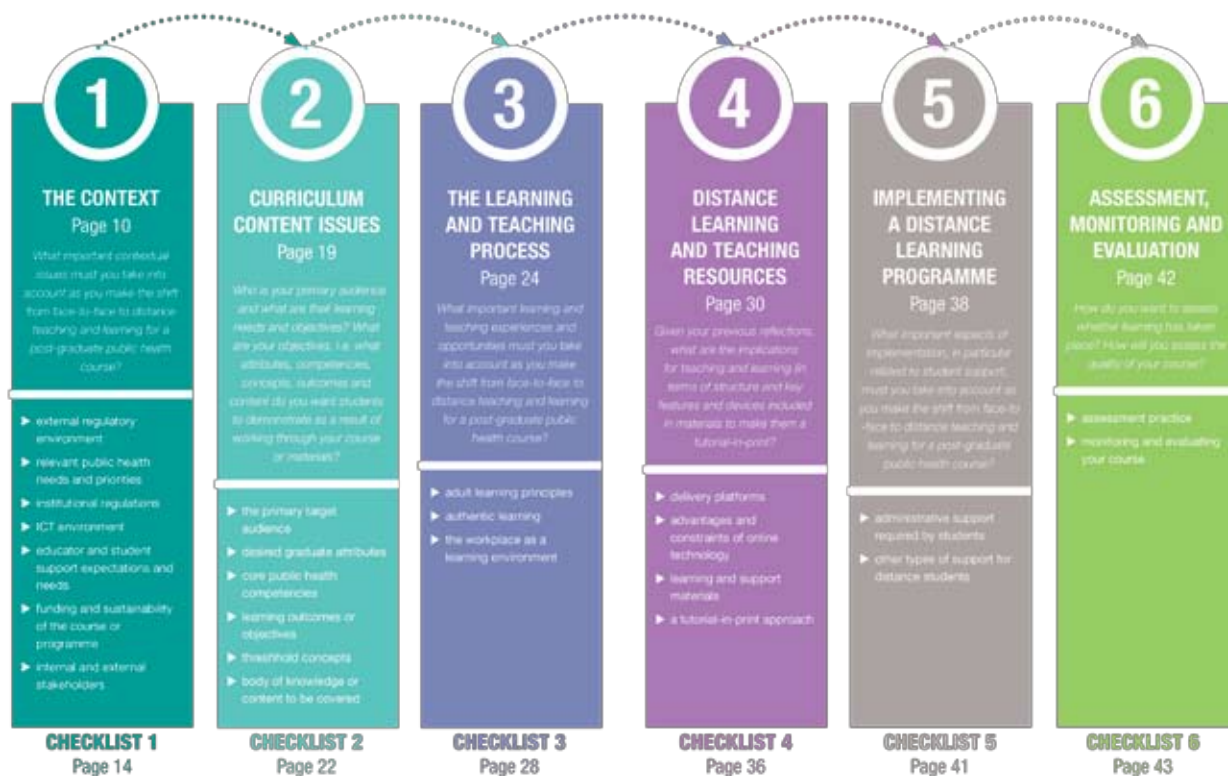 1
THE CONTEXT
Page 10
What important contextual
issues must you take into
account as you make the shift
from face-to-face to distance
teaching and learning for a
post-graduate public health
course?
► external regulatory
environment
► relevant public health
needs and priorities
► institutional regulations
► ICT environment
► educator and student
support expectations and
needs
► funding and sustainability
of the course or
programme
► internal and external
stakeholders
CHECKLIST 1
Page 14
2
CURRICULUM
CONTENT ISSUES
Page 19
Who is your primary audience
and what are their learning
needs and objectives? What
are your objectives, i.e. what
attributes, competencies,
concepts, outcomes and
content do you want students
to demonstrate as a result of
working through your course
or materials?
► the primary target
audience
► desired graduate attributes
► core public health
competencies
► learning outcomes or
objectives
► threshhold concepts
► body of knowledge or
content to be covered
CHECKLIST 2
Page 22
3
THE LEARNING
AND TEACHING
PROCESS
Page 24
What important learning and
teaching experiences and
opportunities must you take
into account as you make
the shift from face-to-face to
distance teaching and learning
for a post-graduate public
health course?
► adult learning principles
► authentic learning
► the workplace as a
learning environment
CHECKLIST 3
Page 28
4
DISTANCE
LEARNING
AND TEACHING
RESOURCES
Page 30
Given your previous reflections,
what are the implications
for teaching and learning (in
terms of structure and key
features and devices included
in materials to make them a
tutorial-in-print?
► delivery platforms
► advantages and
constraints of online
technology
► learning and support
materials
► a tutorial-in-print approach
CHECKLIST 4
Page 36
5
IMPLEMENTING
A DISTANCE
LEARNING
PROGRAMME
Page 38
What important aspects of
implementation, in particular
related to student support,
must you take into account as
you make the shift from face-to
-face to distance teaching and
learning for a post-graduate
public health course?
► administrative support
required by students
► other types of support for
distance students
CHECKLIST 5
Page 41
6
ASSESSMENT,
MONITORING AND
EVALUATION
Page 42
How do you want to assess
whether learning has taken
place? How will you assess the
quality of your course?
► assessment practice
► monitoring and evaluating
your course
CHECKLIST 6
Page 43